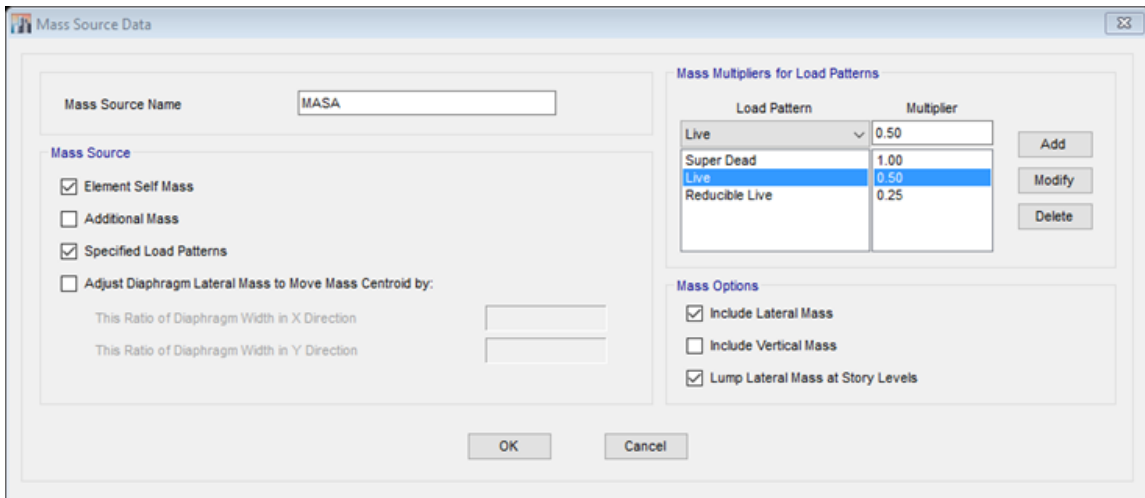 Mass Source Data
Mass Source Name MASA
Mass Source
Element Self Mass
Additional Mass
Specified Load Patterns
Adjust Diaphragm Lateral Mass to Move Mass Centroid by:
This Ratio of Diaphragm Width in X Direction
This Ratio of Diaphragm Width in Y Direction
Mass Multipliers for Load Patterns
Load Pattern Multiplier
Live 0.50 Add
Super Dead 1.00
Live 0.50 Modify
Reducible Live 0.25
Delete
Mass Options
Include Lateral Mass
Include Vertical Mass
Lump Lateral Mass at Story Levels
OK Cancel